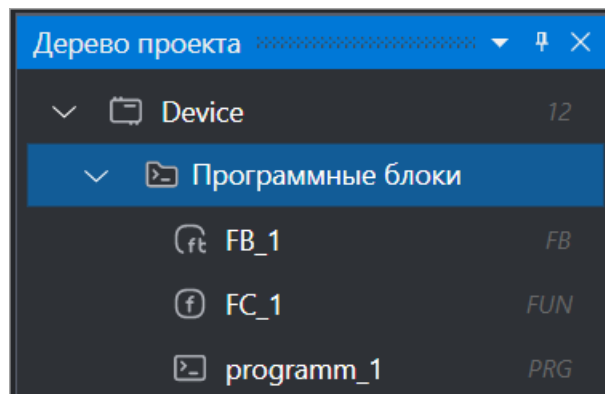 Дерево проекта
Device 12
Программные блоки
FB_1 FB
FC_1 FUN
programm_1 PRG